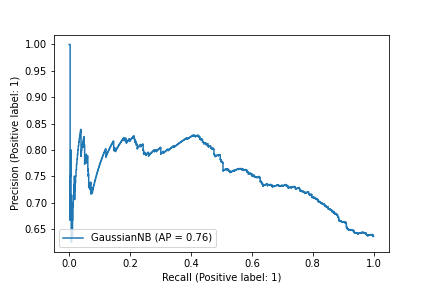 1.00
0.95
0.90
0.85
0.80
0.75
0.70
0.65
Precision (Positive label: 1)
GaussianNB (AP = 0.76)
0.0 0.2 0.4 0.6 0.8 1.0
Recall (Positive label: 1)